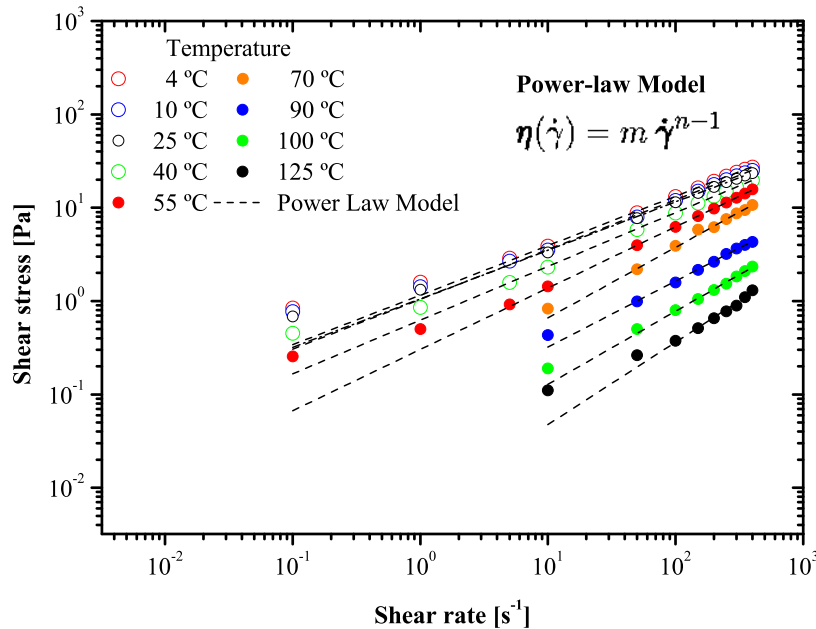 Temperature
4 ºC
70 ºC
10 ºC
90 ºC
25 ºC
100 ºC
40 ºC
125 ºC
55 ºC
Power Law Model
Power-law Model
η(γ̇) = m γ̇ⁿ⁻¹
Shear stress [Pa]
10³
10²
10¹
10⁰
10⁻¹
10⁻²
10⁻²
10⁻¹
10⁰
10¹
10²
10³
Shear rate [s⁻¹]